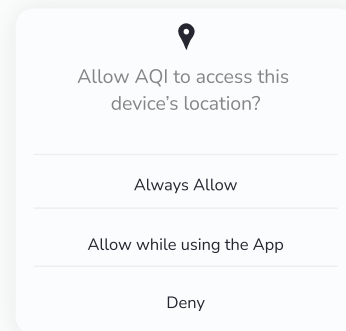 Allow AQI to access this
device's location?
Always Allow
Allow while using the App
Deny